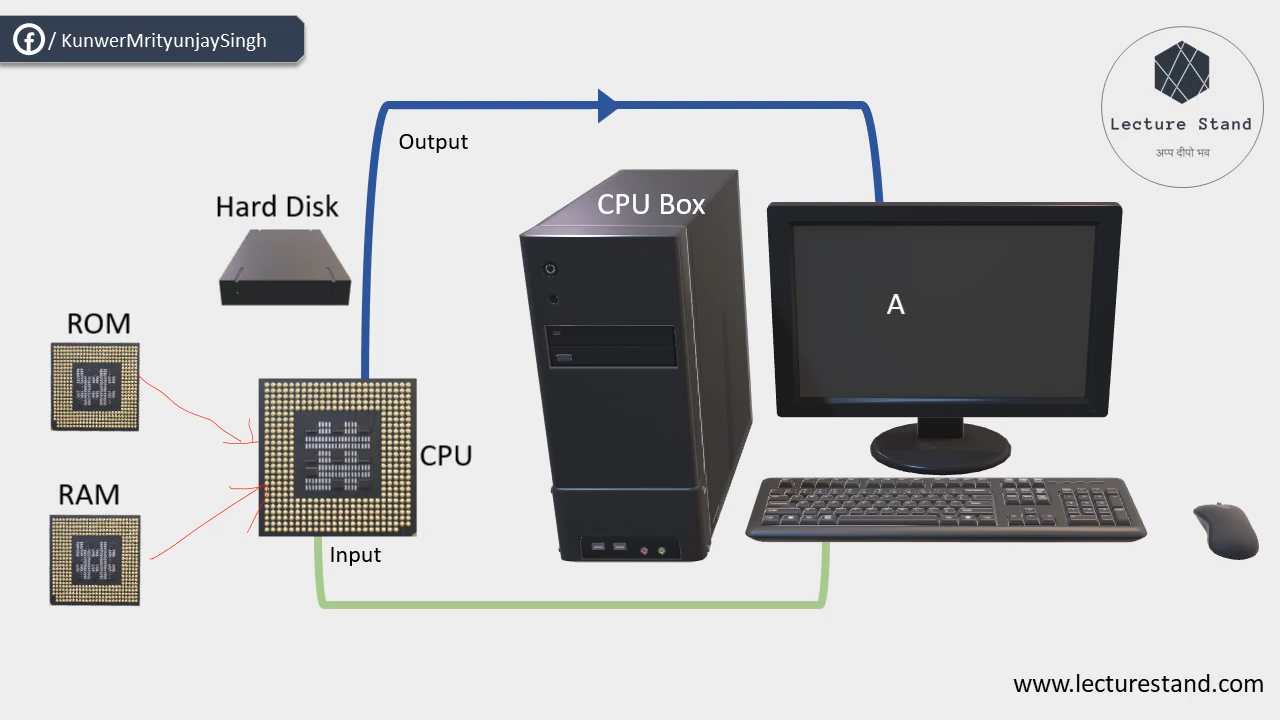 / KunwerMrityunjaySingh
Lecture Stand
अप्प दीपो भव
Output
Hard Disk
CPU Box
A
ROM
CPU
RAM
Input
www.lecturestand.com